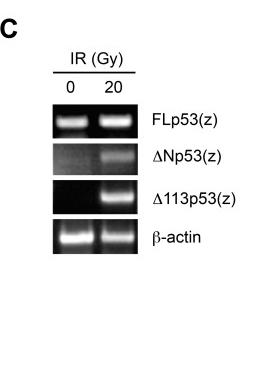 C
IR (Gy)
0 20
FLp53(z)
ΔNp53(z)
Δ113p53(z)
β-actin